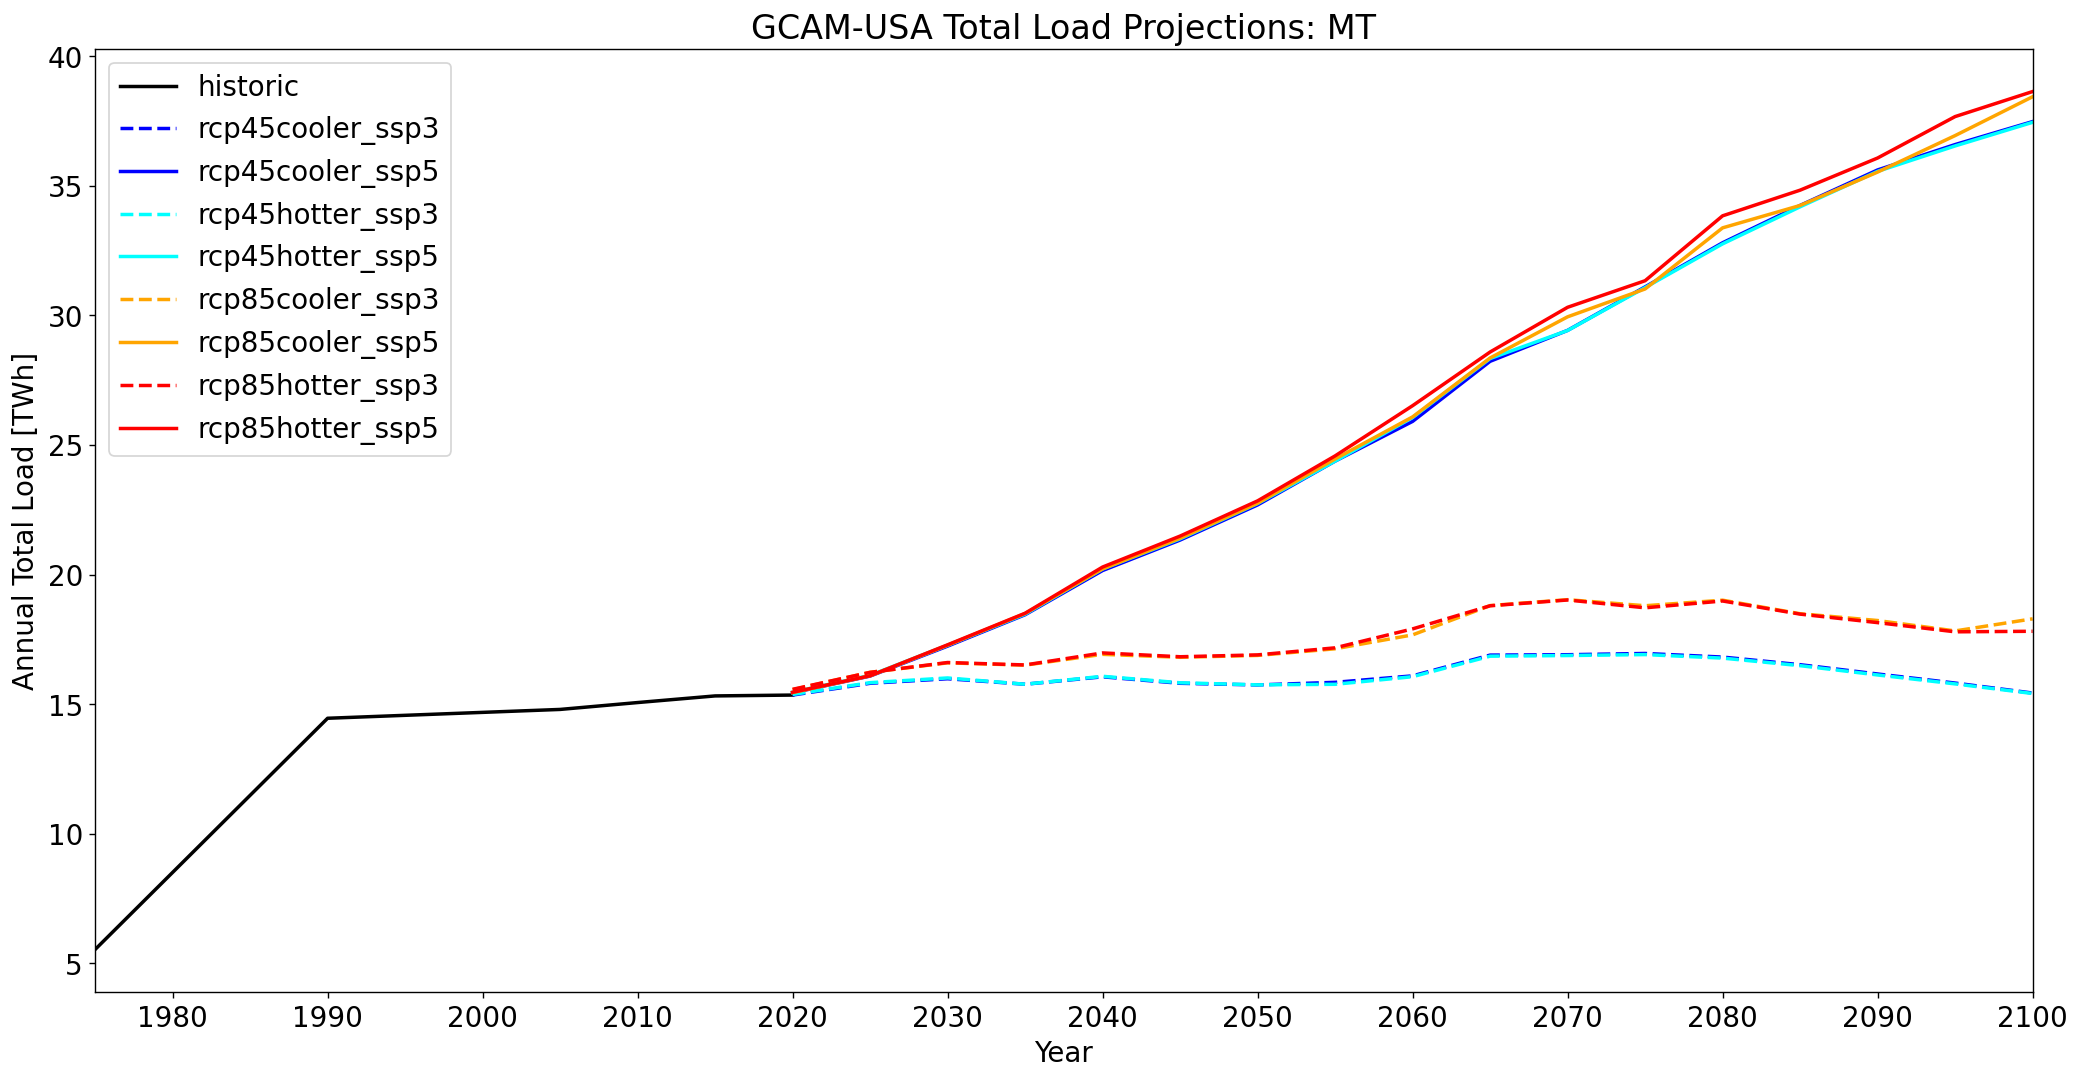 GCAM-USA Total Load Projections: MT
40
35
30
25
20
15
10
5
Annual Total Load [TWh]
historic
rcp45cooler_ssp3
rcp45cooler_ssp5
rcp45hotter_ssp3
rcp45hotter_ssp5
rcp85cooler_ssp3
rcp85cooler_ssp5
rcp85hotter_ssp3
rcp85hotter_ssp5
1980 1990 2000 2010 2020 2030 2040 2050 2060 2070 2080 2090 2100
Year